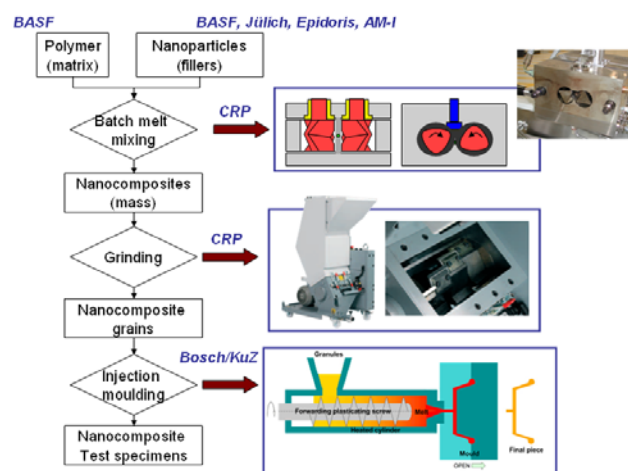 BASF
BASF, Jülich, Epidoris, AM-I
Polymer
(matrix)
Nanoparticles
(fillers)
Batch melt
mixing
CRP
Nanocomposites
(mass)
Grinding
CRP
Nanocomposite
grains
Bosch/KuZ
Injection
moulding
Granules
Forwarding plasticating screw
Melt
Heated cylinder
Mould
Final piece
OPEN
Nanocomposite
Test specimens